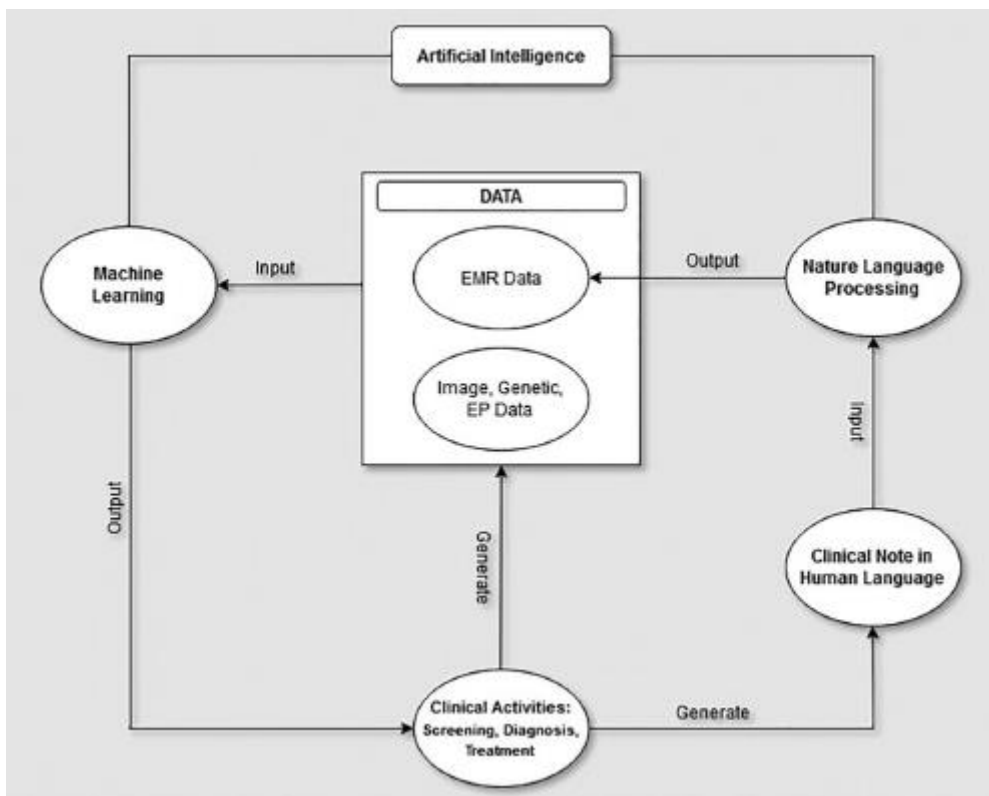 Artificial Intelligence
DATA
Machine
Learning
Input
EMR Data
Output
Nature Language
Processing
Image, Genetic,
EP Data
Input
Output
Generate
Clinical Note in
Human Language
Clinical Activities:
Screening, Diagnosis,
Treatment
Generate